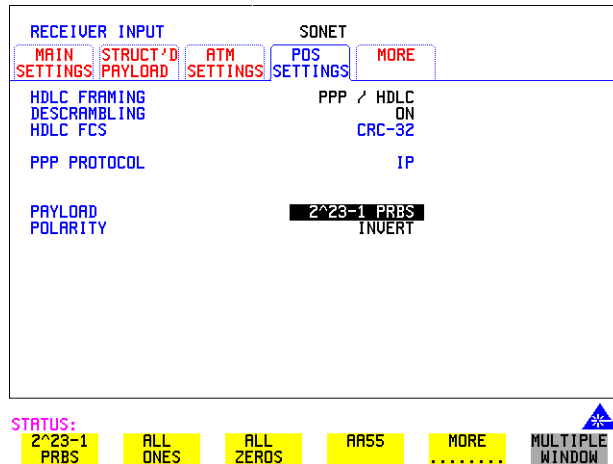 RECEIVER INPUT SONET
MAIN STRUCT'D ATM POS MORE
SETTINGS PAYLOAD SETTINGS SETTINGS
HDLC FRAMING PPP / HDLC
DESCRAMBLING ON
HDLC FCS CRC-32
PPP PROTOCOL IP
PAYLOAD 2^23-1 PRBS
POLARITY INVERT
STATUS:
2^23-1 ALL ALL AA55 MORE MULTIPLE
PRBS ONES ZEROS ........ WINDOW